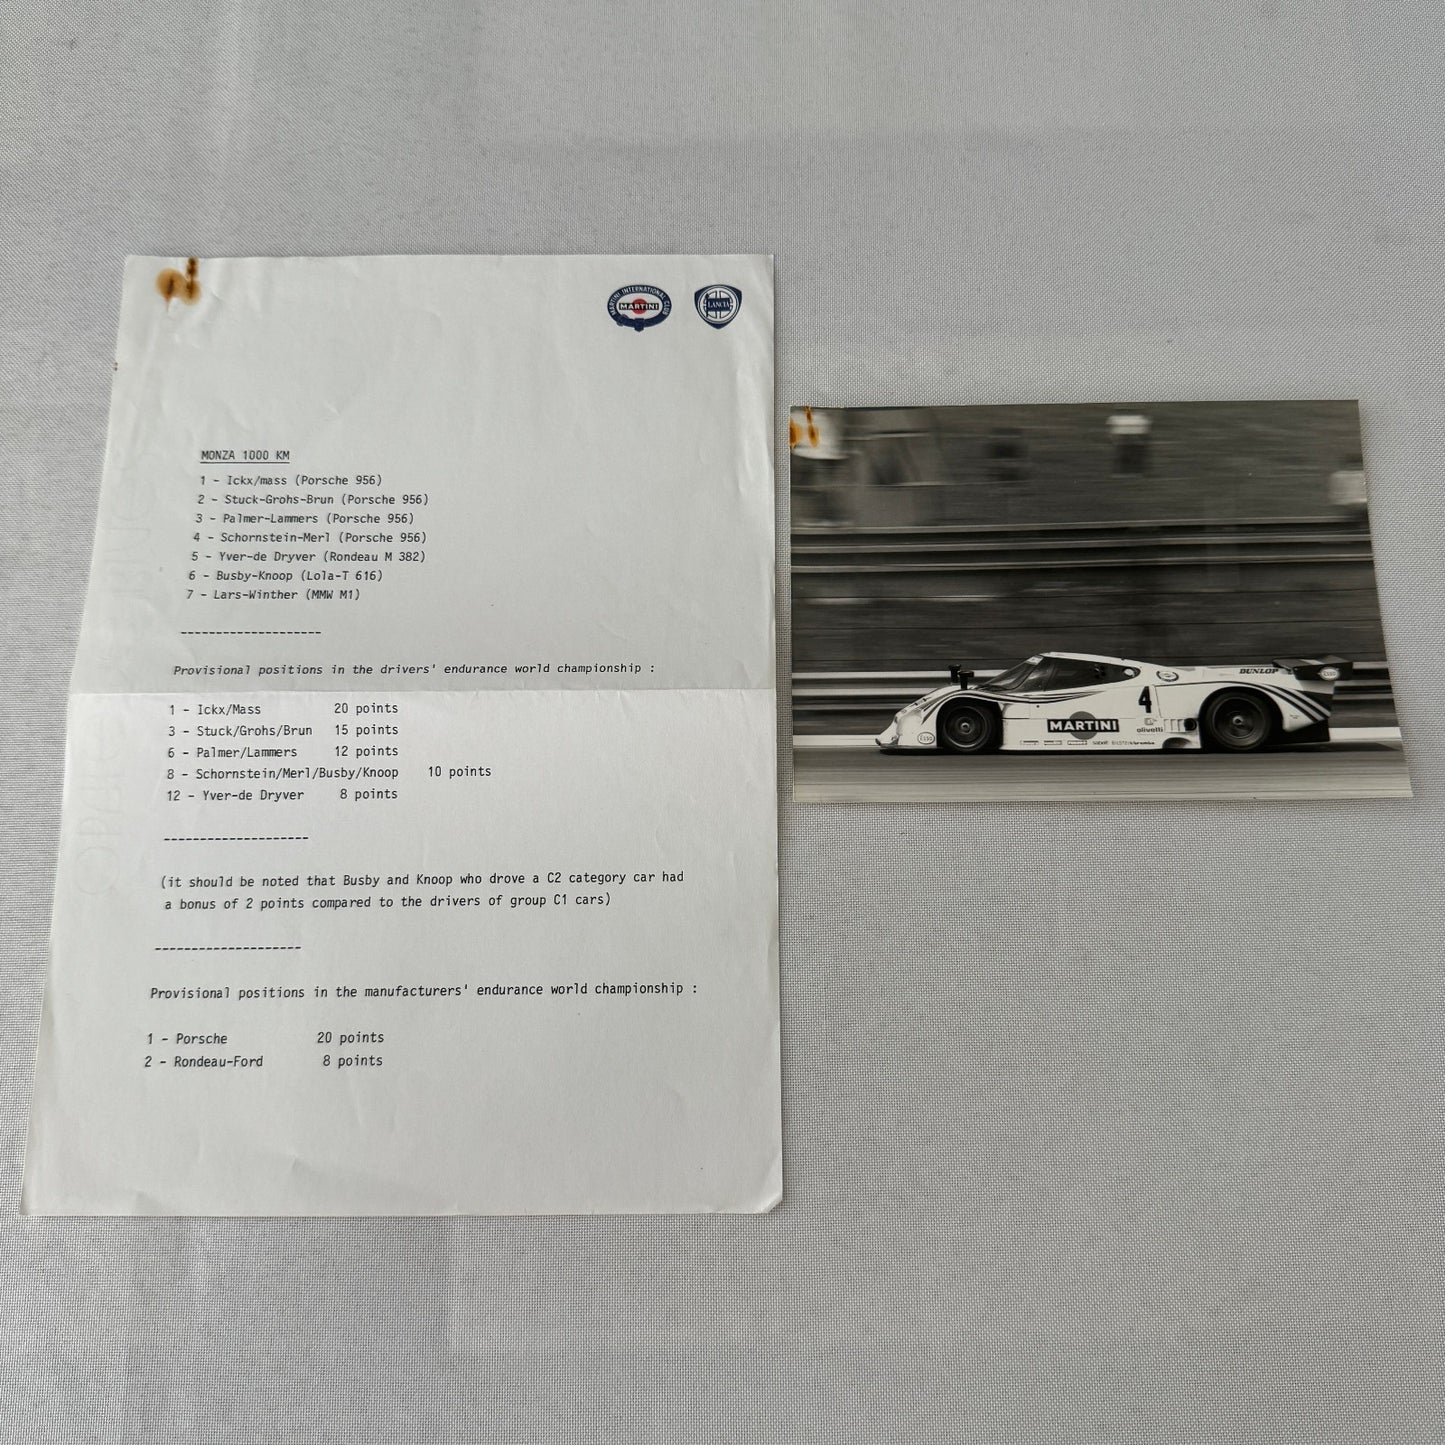 MARTINI INTERNATIONAL CLUB
MARTINI
LANCIA
MONZA 1000 KM
1 - Ickx/mass (Porsche 956)
2 - Stuck-Grohs-Brun (Porsche 956)
3 - Palmer-Lammers (Porsche 956)
4 - Schornstein-Merl (Porsche 956)
5 - Yver-de Dryver (Rondeau M 382)
6 - Busby-Knoop (Lola-T 616)
7 - Lars-Winther (MMW M1)
--------------------
Provisional positions in the drivers' endurance world championship :
1 - Ickx/Mass 20 points
3 - Stuck/Grohs/Brun 15 points
6 - Palmer/Lammers 12 points
8 - Schornstein/Merl/Busby/Knoop 10 points
12 - Yver-de Dryver 8 points
--------------------
(it should be noted that Busby and Knoop who drove a C2 category car had
a bonus of 2 points compared to the drivers of group C1 cars)
--------------------
Provisional positions in the manufacturers' endurance world championship :
1 - Porsche 20 points
2 - Rondeau-Ford 8 points
DUNLOP
Esso
4
MARTINI
olivetti
Esso
BILSTEIN brembo